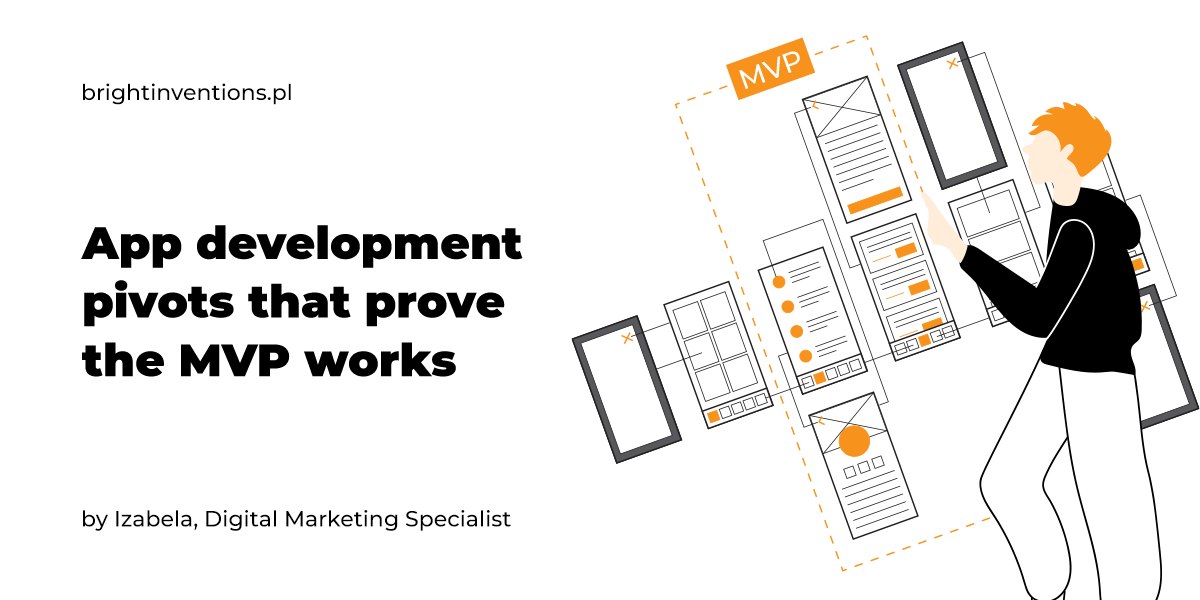 brightinventions.pl
MVP
App development
pivots that prove
the MVP works
by Izabela, Digital Marketing Specialist